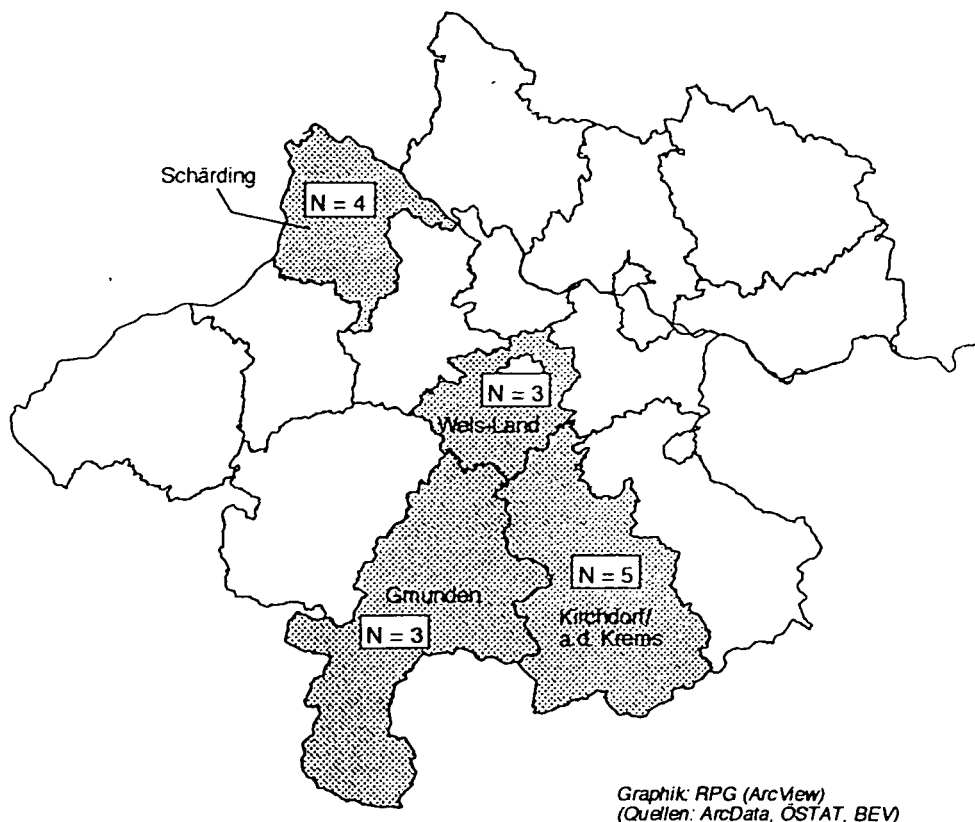 Schärding
N = 4
N = 3
Wels-Land
Gmunden
N = 3
N = 5
Kirchdorf/
a.d. Krems
Graphik: RPG (ArcView)
(Quellen: ArcData, ÖSTAT, BEV)